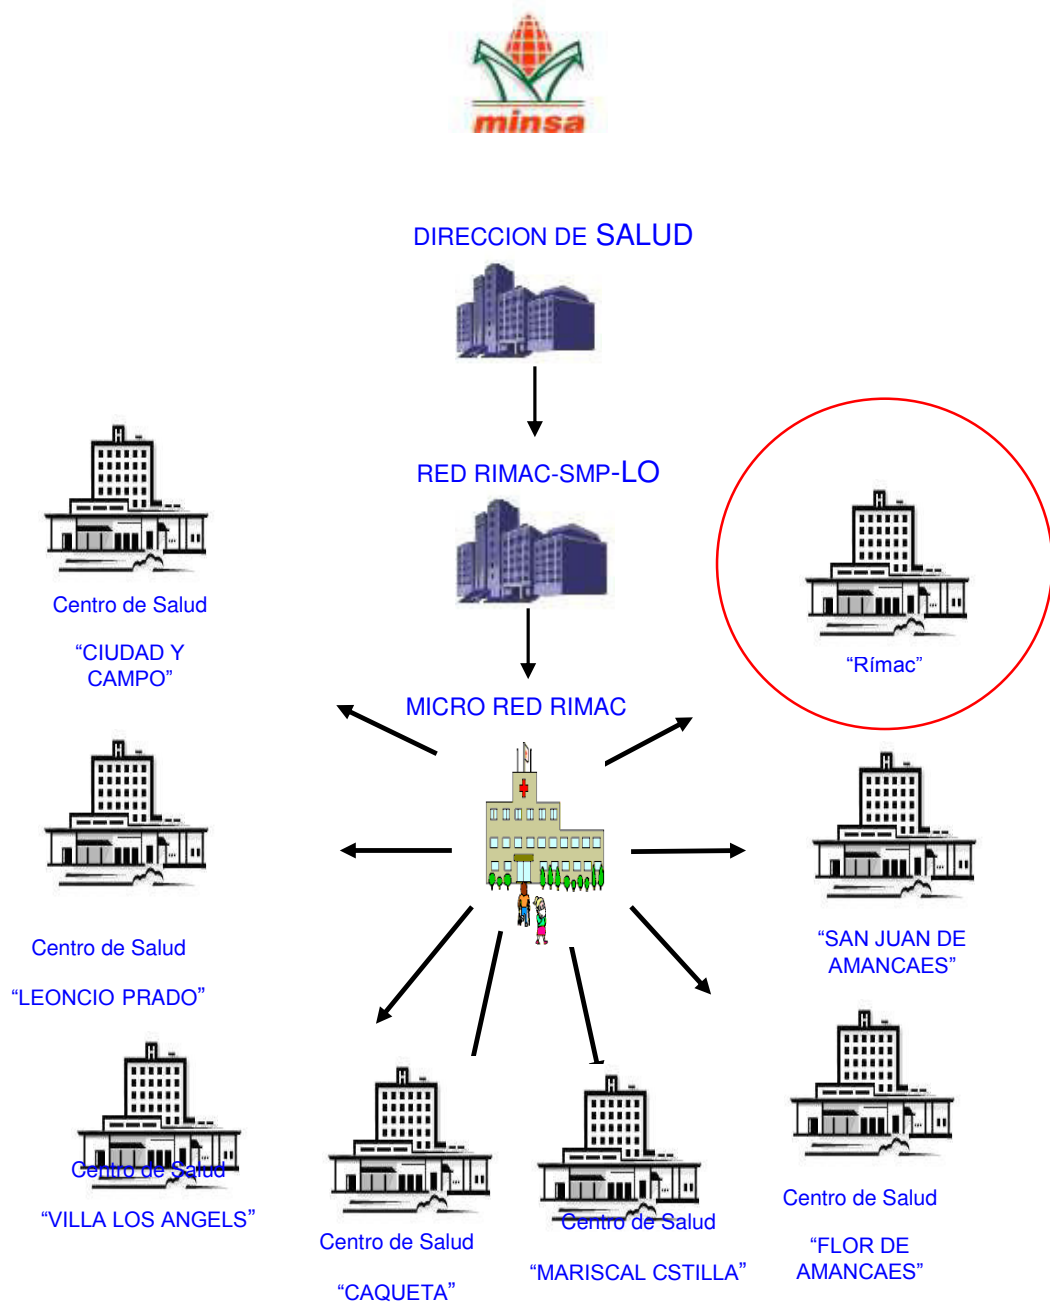 minsa
DIRECCION DE SALUD
RED RIMAC-SMP-LO
MICRO RED RIMAC
Centro de Salud
“CIUDAD Y
CAMPO”
“Rímac”
Centro de Salud
“LEONCIO PRADO”
“SAN JUAN DE
AMANCAES”
Centro de Salud
“VILLA LOS ANGELS”
Centro de Salud
“CAQUETA”
Centro de Salud
“MARISCAL CSTILLA”
Centro de Salud
“FLOR DE
AMANCAES”